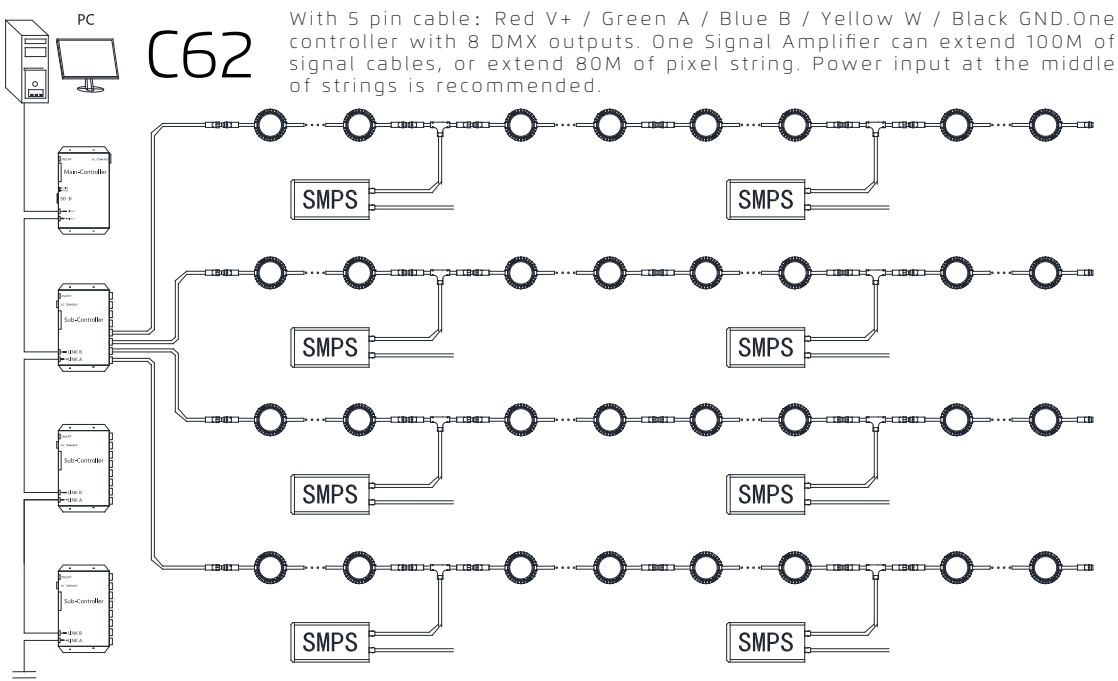 PC
C62
With 5 pin cable: Red V+ / Green A / Blue B / Yellow W / Black GND.One
controller with 8 DMX outputs. One Signal Amplifier can extend 100M of
signal cables, or extend 80M of pixel string. Power input at the middle
of strings is recommended.
Main-Controller
SMPS
SMPS
Sub-Controller
LINK B
LINK A
SMPS
SMPS
Sub-Controller
LINK B
LINK A
SMPS
SMPS
Sub-Controller
LINK B
LINK A
SMPS
SMPS